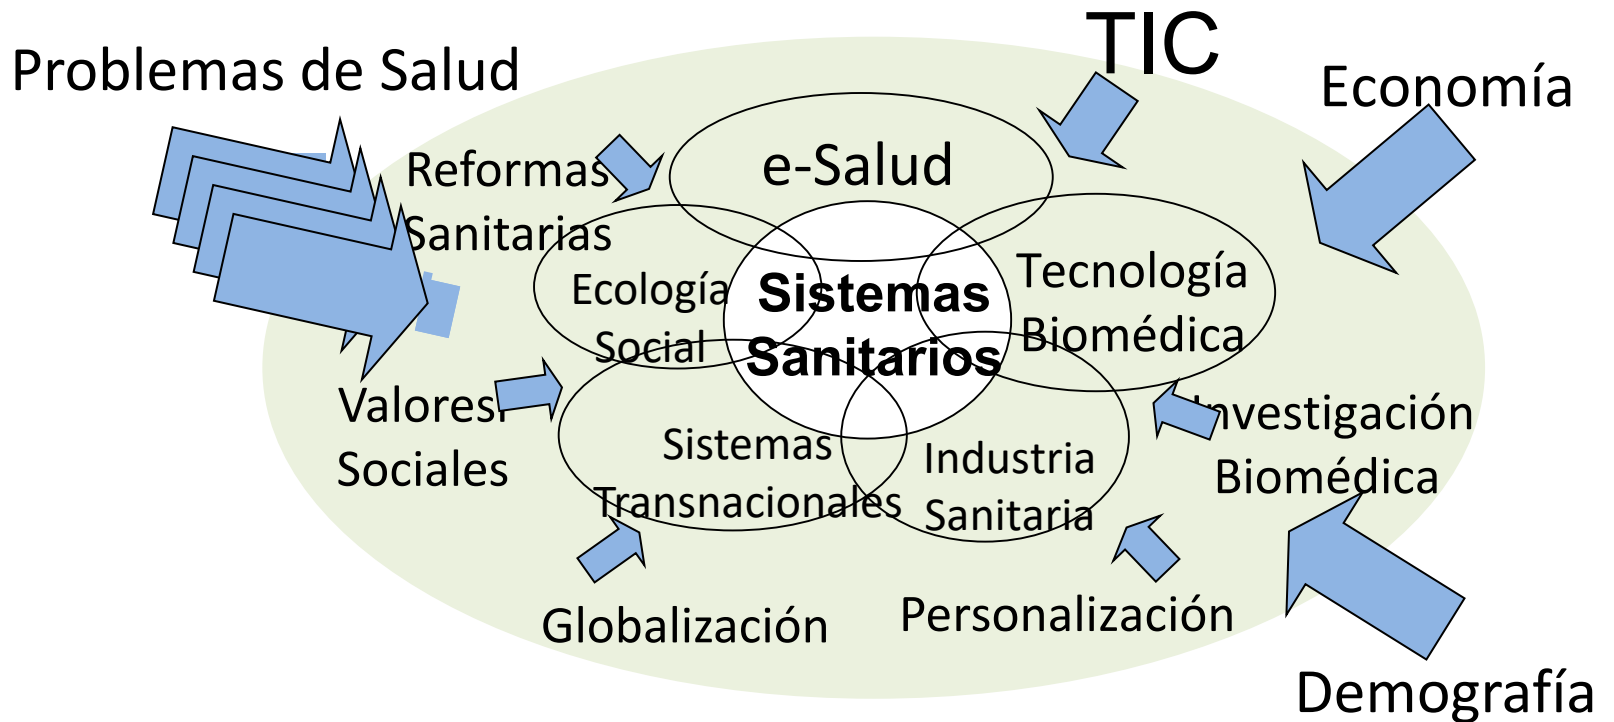 TIC
Problemas de Salud
Economía
Reformas
Sanitarias
e-Salud
Ecología
Social
Sistemas
Sanitarios
Tecnología
Biomédica
Valores
Sociales
Sistemas
Transnacionales
Industria
Sanitaria
Investigación
Biomédica
Globalización
Personalización
Demografía